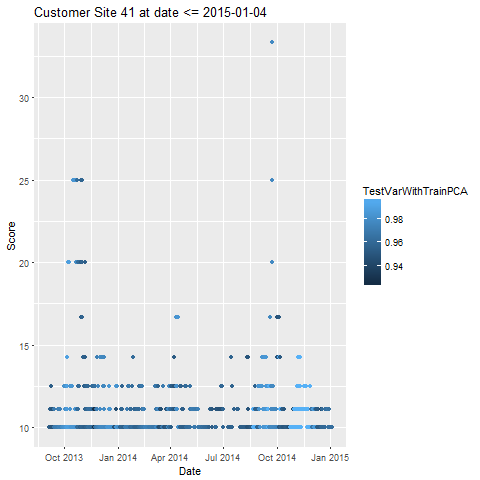 Customer Site 41 at date <= 2015-01-04
30
25
20
15
10
Score
Oct 2013
Jan 2014
Apr 2014
Jul 2014
Oct 2014
Jan 2015
Date
TestVarWithTrainPCA
0.98
0.96
0.94